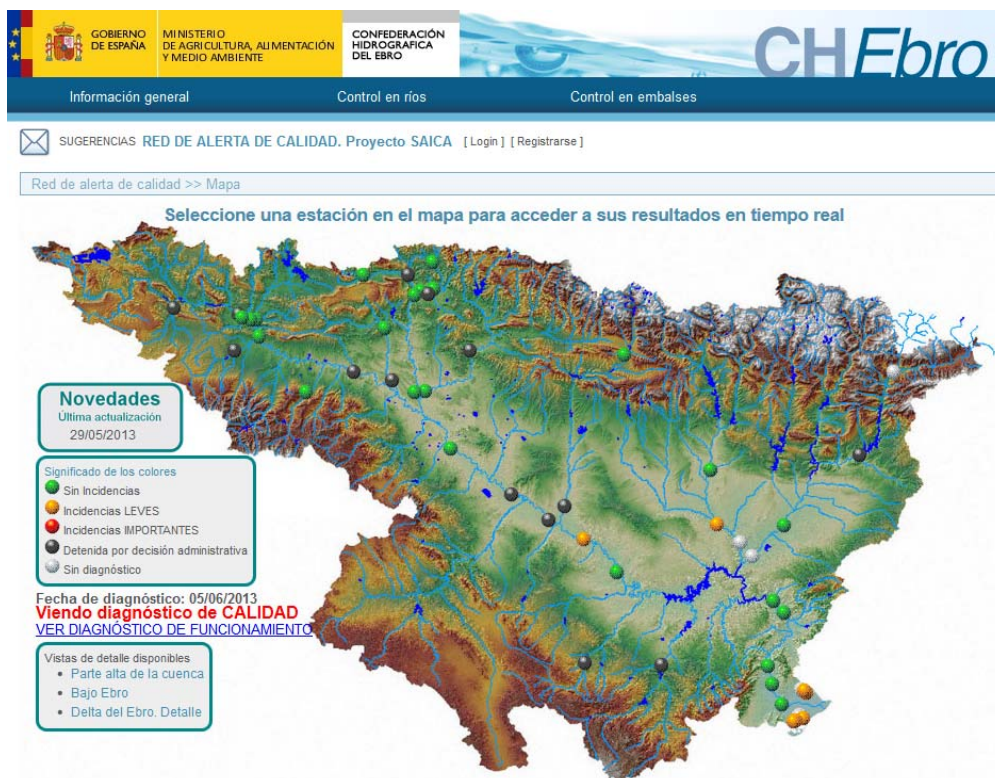 GOBIERNO
DE ESPAÑA
MINISTERIO
DE AGRICULTURA, ALIMENTACIÓN
Y MEDIO AMBIENTE
CONFEDERACIÓN
HIDROGRAFICA
DEL EBRO
CHEbro
Información general
Control en ríos
Control en embalses
SUGERENCIAS RED DE ALERTA DE CALIDAD. Proyecto SAICA [ Login ] [ Registrarse ]
Red de alerta de calidad >> Mapa
Seleccione una estación en el mapa para acceder a sus resultados en tiempo real
Novedades
Última actualización
29/05/2013
Significado de los colores
Sin Incidencias
Incidencias LEVES
Incidencias IMPORTANTES
Detenida por decisión administrativa
Sin diagnóstico
Fecha de diagnóstico: 05/06/2013
Viendo diagnóstico de CALIDAD
VER DIAGNÓSTICO DE FUNCIONAMIENTO
Vistas de detalle disponibles
Parte alta de la cuenca
Bajo Ebro
Delta del Ebro. Detalle